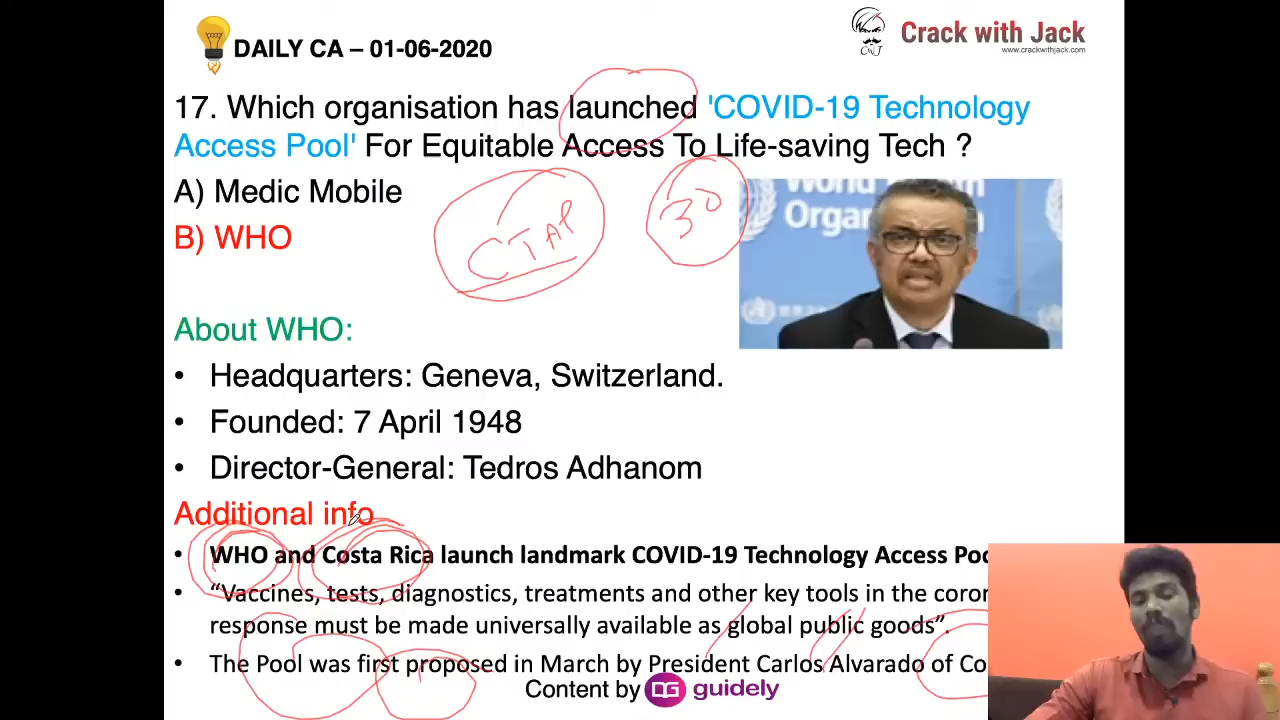 DAILY CA – 01-06-2020
Crack with Jack
CWJ
www.crackwithjack.com
17. Which organisation has launched 'COVID-19 Technology
Access Pool' For Equitable Access To Life-saving Tech ?
A) Medic Mobile
CTAP
30
World Health
Organization
B) WHO
About WHO:
• Headquarters: Geneva, Switzerland.
• Founded: 7 April 1948
• Director-General: Tedros Adhanom
Additional info
• WHO and Costa Rica launch landmark COVID-19 Technology Access Poo
• “Vaccines, tests, diagnostics, treatments and other key tools in the coron
response must be made universally available as global public goods”.
• The Pool was first proposed in March by President Carlos Alvarado of Co
Content by guidely